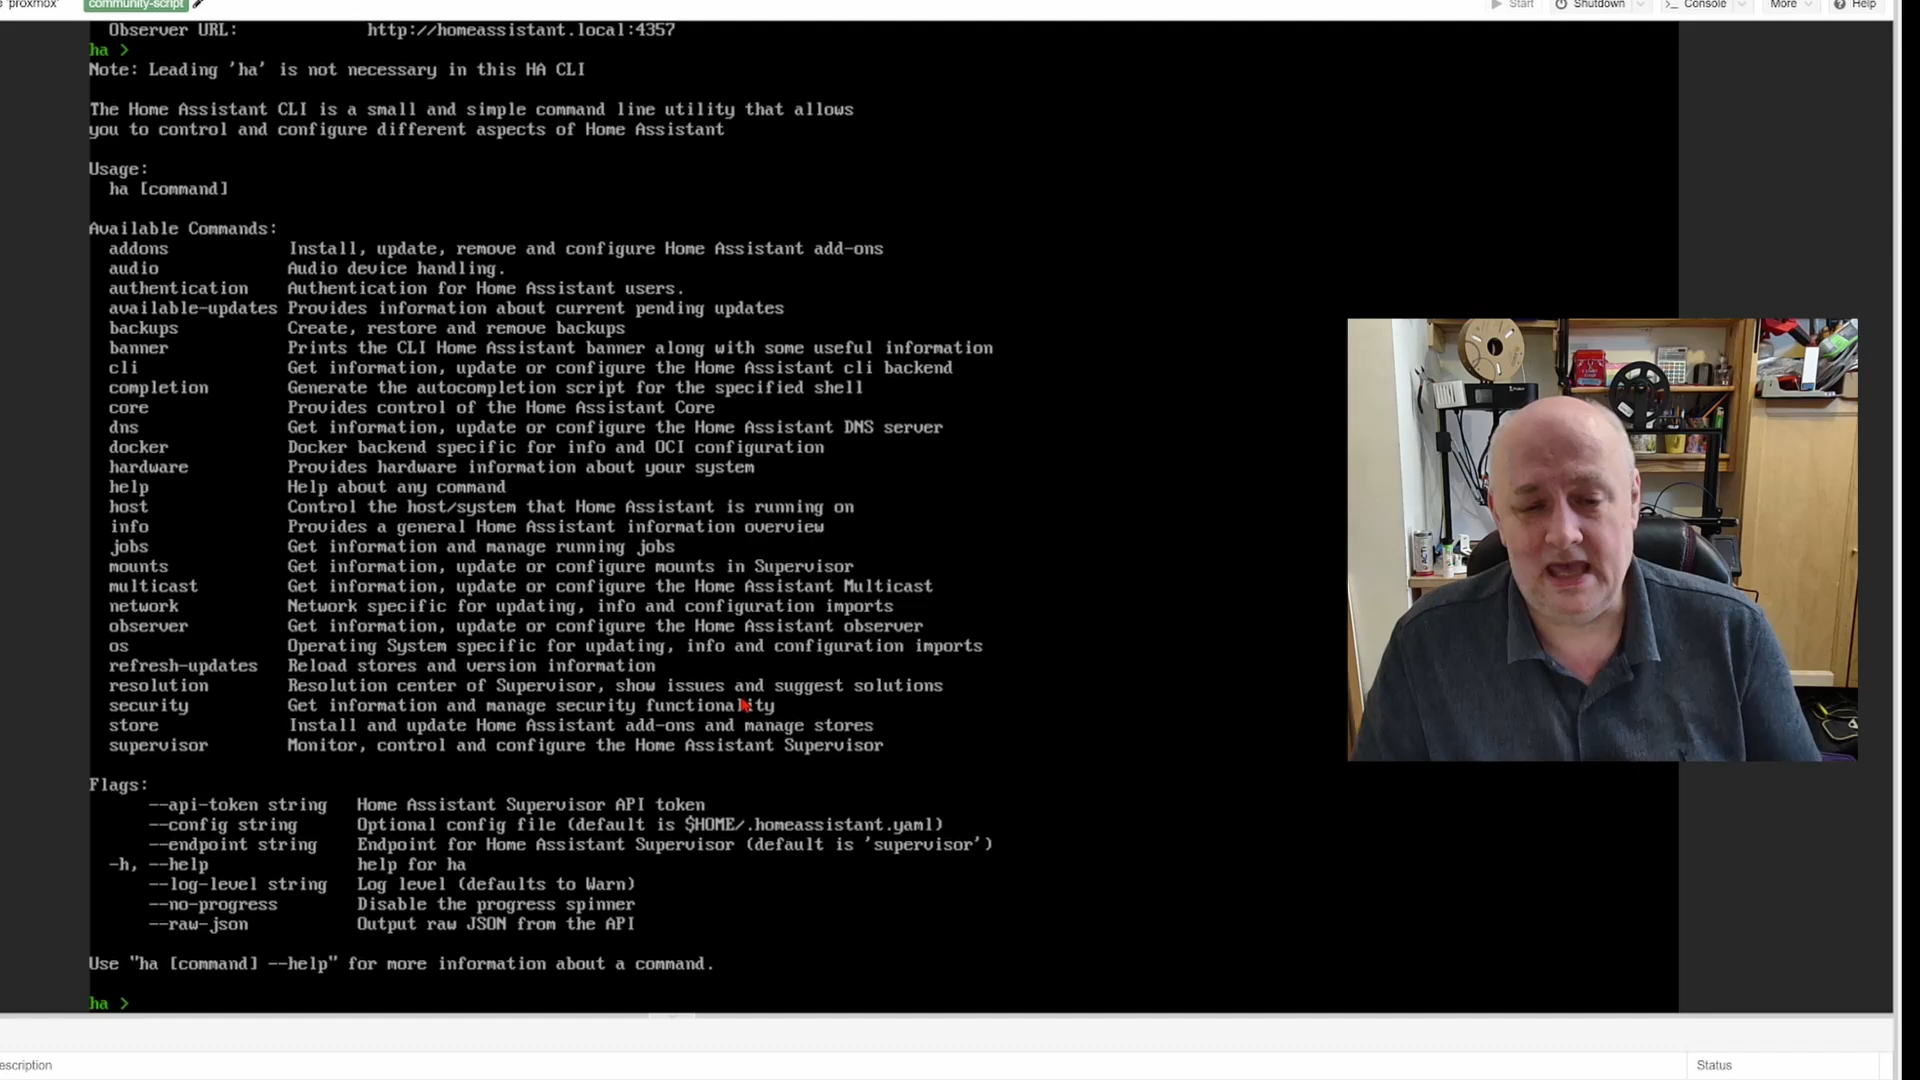 'proxmox'
community-script
Start
Shutdown
Console
More
Help
Observer URL: http://homeassistant.local:4357
ha >
Note: Leading 'ha' is not necessary in this HA CLI
The Home Assistant CLI is a small and simple command line utility that allows
you to control and configure different aspects of Home Assistant
Usage:
ha [command]
Available Commands:
addons Install, update, remove and configure Home Assistant add-ons
audio Audio device handling.
authentication Authentication for Home Assistant users.
available-updates Provides information about current pending updates
backups Create, restore and remove backups
banner Prints the CLI Home Assistant banner along with some useful information
cli Get information, update or configure the Home Assistant cli backend
completion Generate the autocompletion script for the specified shell
core Provides control of the Home Assistant Core
dns Get information, update or configure the Home Assistant DNS server
docker Docker backend specific for info and OCI configuration
hardware Provides hardware information about your system
help Help about any command
host Control the host/system that Home Assistant is running on
info Provides a general Home Assistant information overview
jobs Get information and manage running jobs
mounts Get information, update or configure mounts in Supervisor
multicast Get information, update or configure the Home Assistant Multicast
network Network specific for updating, info and configuration imports
observer Get information, update or configure the Home Assistant observer
os Operating System specific for updating, info and configuration imports
refresh-updates Reload stores and version information
resolution Resolution center of Supervisor, show issues and suggest solutions
security Get information and manage security functionality
store Install and update Home Assistant add-ons and manage stores
supervisor Monitor, control and configure the Home Assistant Supervisor
Flags:
--api-token string Home Assistant Supervisor API token
--config string Optional config file (default is $HOME/.homeassistant.yaml)
--endpoint string Endpoint for Home Assistant Supervisor (default is 'supervisor')
-h, --help help for ha
--log-level string Log level (defaults to Warn)
--no-progress Disable the progress spinner
--raw-json Output raw JSON from the API
Use "ha [command] --help" for more information about a command.
ha >
escription
Status